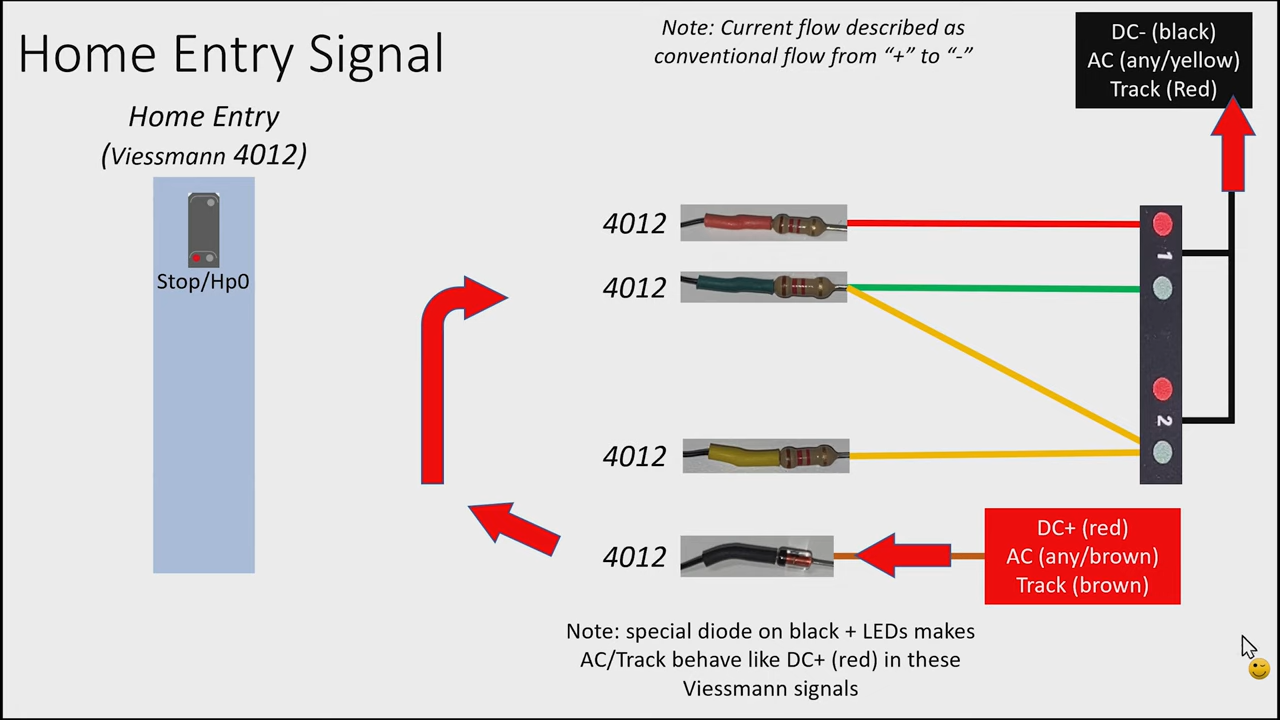 Home Entry Signal
Note: Current flow described as
conventional flow from “+” to “-”
DC- (black)
AC (any/yellow)
Track (Red)
Home Entry
(Viessmann 4012)
Stop/Hp0
4012
4012
4012
4012
1
2
DC+ (red)
AC (any/brown)
Track (brown)
Note: special diode on black + LEDs makes
AC/Track behave like DC+ (red) in these
Viessmann signals